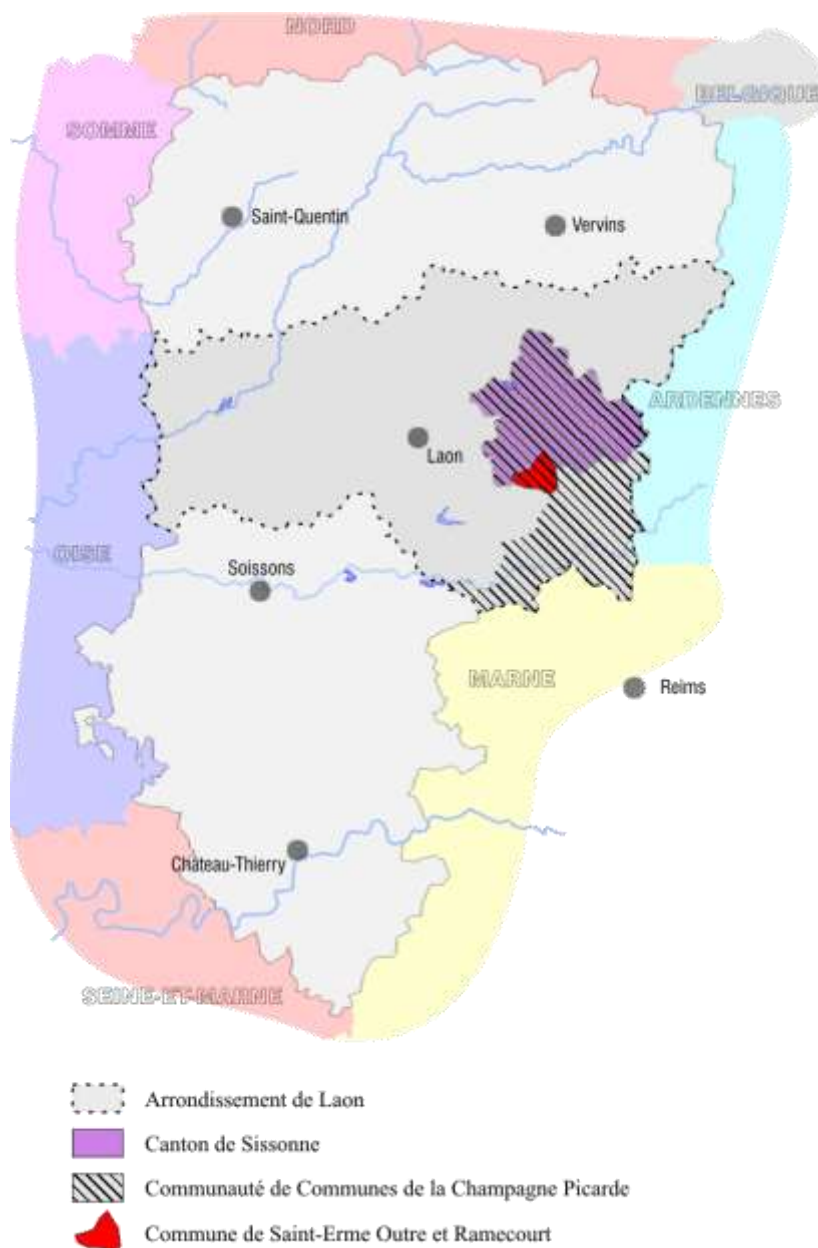 NORD
BELGIQUE
SOMME
Saint-Quentin
Vervins
ARDENNES
Laon
OISE
Soissons
MARNE
Reims
Château-Thierry
SEINE-ET-MARNE
Arrondissement de Laon
Canton de Sissonne
Communauté de Communes de la Champagne Picarde
Commune de Saint-Erme Outre et Ramecourt